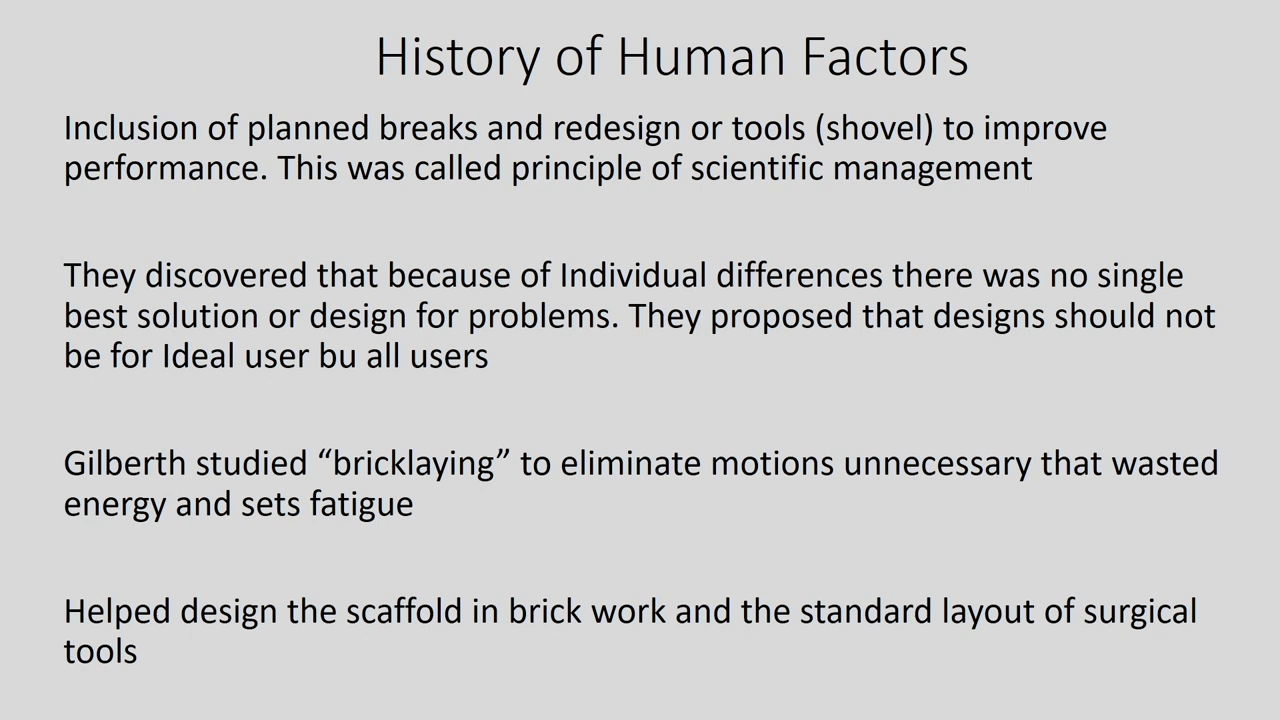 History of Human Factors
Inclusion of planned breaks and redesign or tools (shovel) to improve
performance. This was called principle of scientific management
They discovered that because of Individual differences there was no single
best solution or design for problems. They proposed that designs should not
be for Ideal user bu all users
Gilberth studied “bricklaying” to eliminate motions unnecessary that wasted
energy and sets fatigue
Helped design the scaffold in brick work and the standard layout of surgical
tools